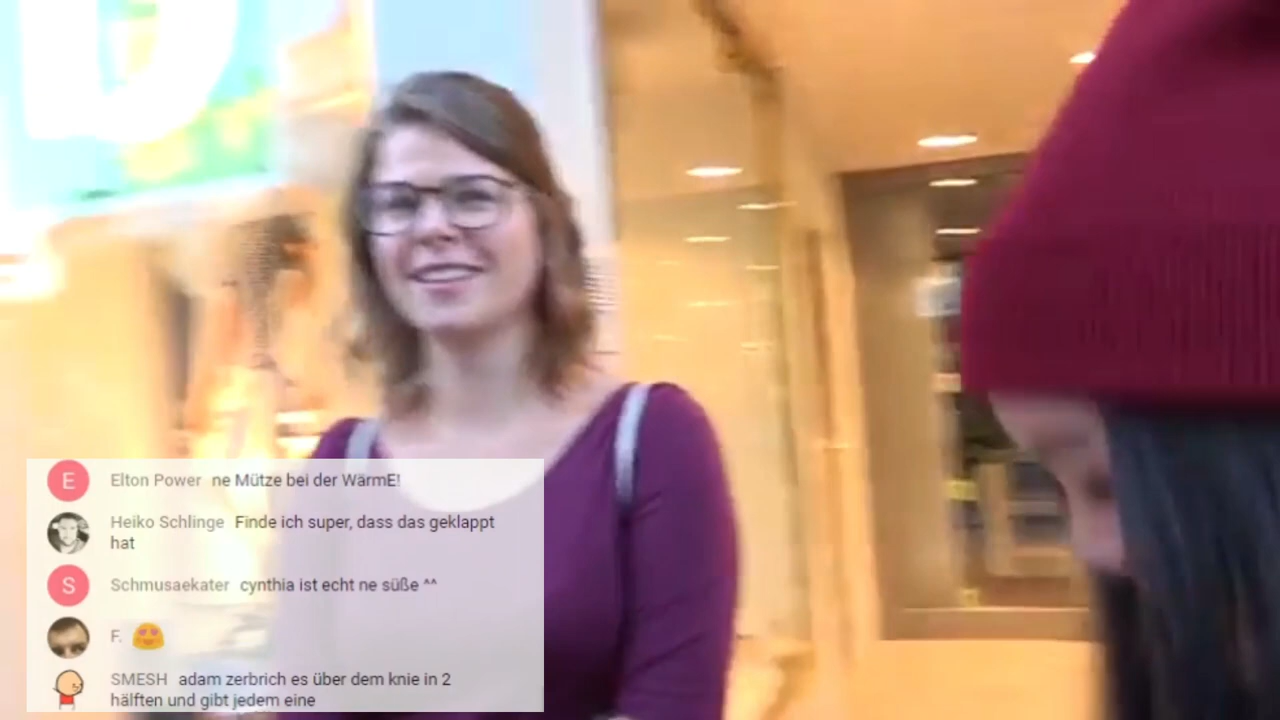 D
Elton Power ne Mütze bei der WärmE!
Heiko Schlinge Finde ich super, dass das geklappt
hat
Schmusaekater cynthia ist echt ne süße ^^
F. 😍
SMESH adam zerbrich es über dem knie in 2
hälften und gibt jedem eine